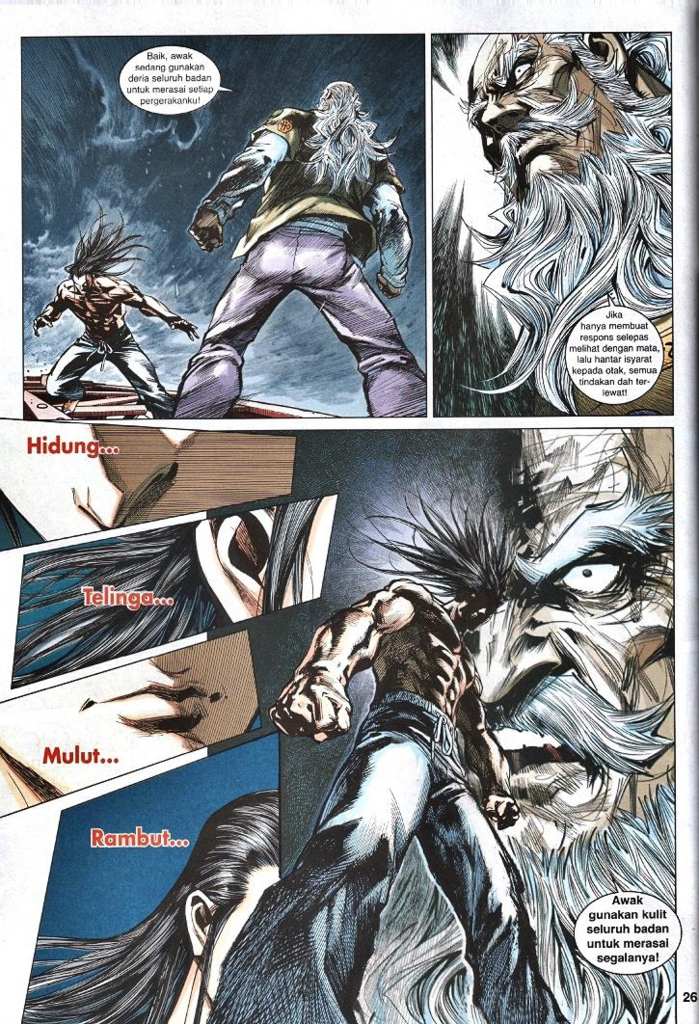 Baik, awak
sedang gunakan
deria seluruh badan
untuk merasai setiap
pergerakanku!
Jika
hanya membuat
respons selepas
melihat dengan mata,
lalu hantar isyarat
kepada otak, semua
tindakan dah ter-
lewat!
Hidung...
Telinga...
Mulut...
Rambut...
Awak
gunakan kulit
seluruh badan
untuk merasai
segalanya!
26